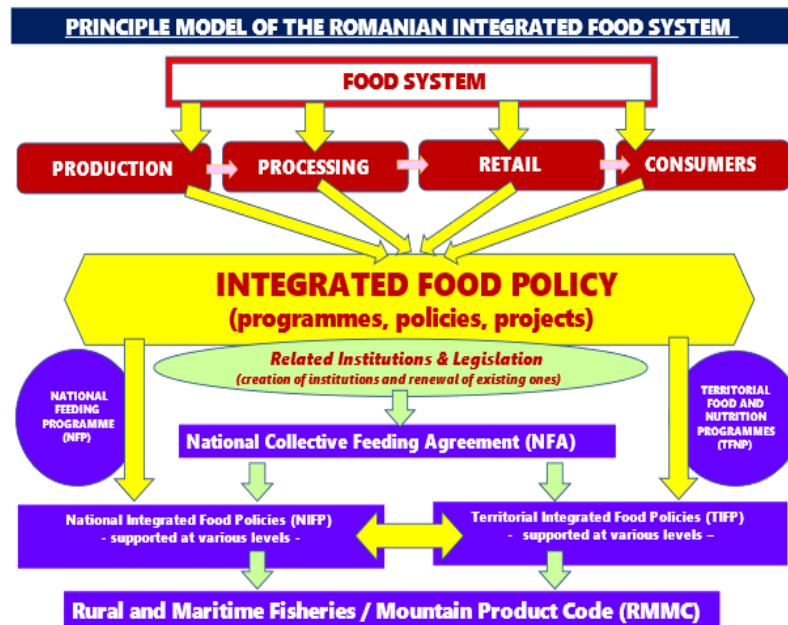 PRINCIPLE MODEL OF THE ROMANIAN INTEGRATED FOOD SYSTEM
FOOD SYSTEM
PRODUCTION
PROCESSING
RETAIL
CONSUMERS
INTEGRATED FOOD POLICY
(programmes, policies, projects)
Related Institutions & Legislation
(creation of institutions and renewal of existing ones)
NATIONAL
FEEDING
PROGRAMME
(NFP)
TERRITORIAL
FOOD AND
NUTRITION
PROGRAMMES
(TFNP)
National Collective Feeding Agreement (NFA)
National Integrated Food Policies (NIFP)
- supported at various levels -
Territorial Integrated Food Policies (TIFP)
- supported at various levels –
Rural and Maritime Fisheries / Mountain Product Code (RMMC)